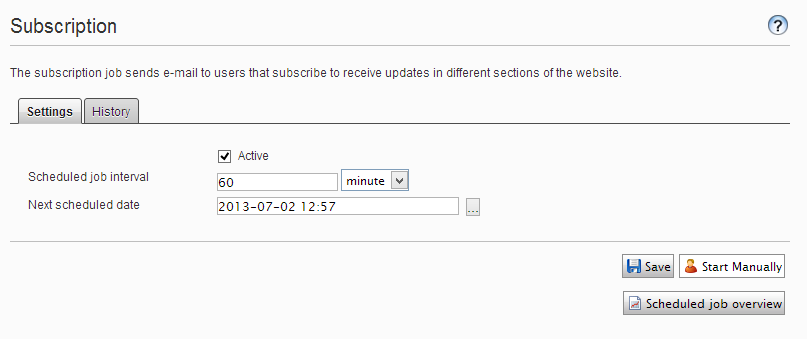 Subscription
?
The subscription job sends e-mail to users that subscribe to receive updates in different sections of the website.
Settings History
Active
Scheduled job interval 60 minute
Next scheduled date 2013-07-02 12:57 ...
Save Start Manually
Scheduled job overview